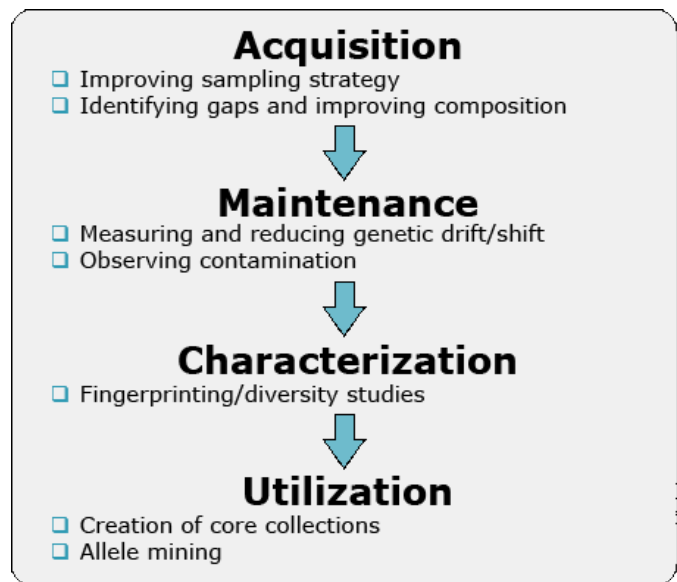 Acquisition
Improving sampling strategy
Identifying gaps and improving composition
Maintenance
Measuring and reducing genetic drift/shift
Observing contamination
Characterization
Fingerprinting/diversity studies
Utilization
Creation of core collections
Allele mining